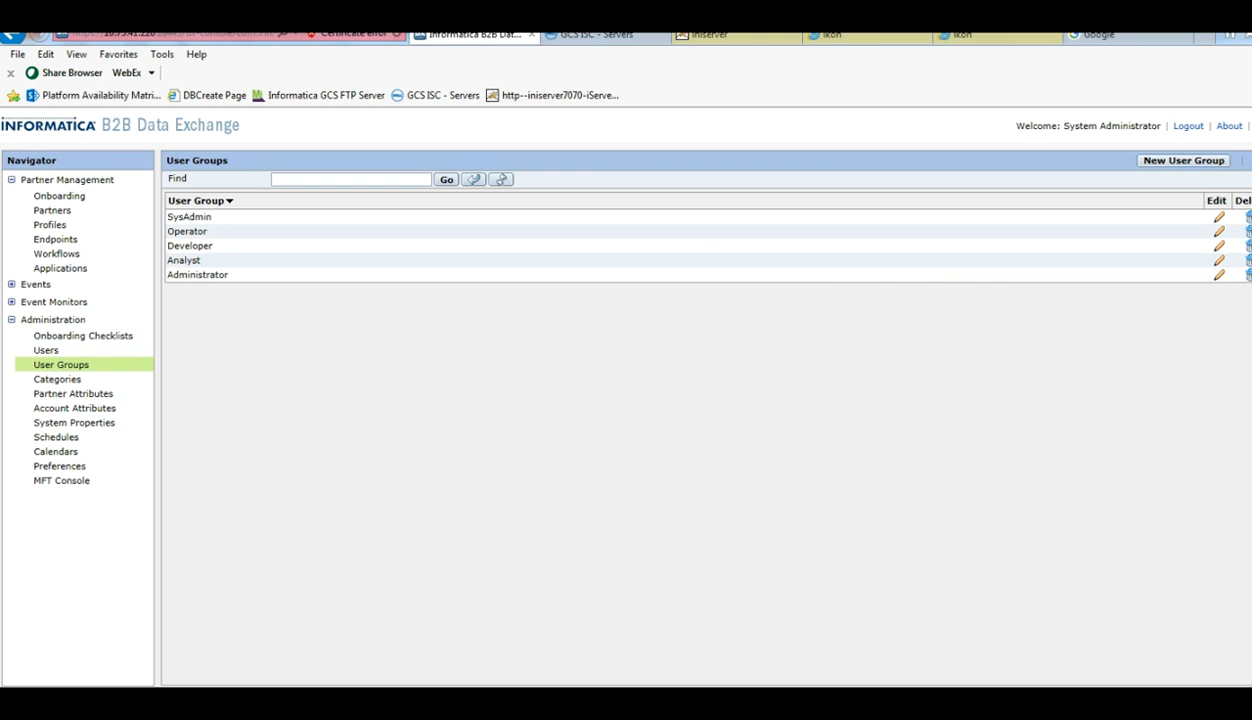 Certificate error
Informatica B2B Dat...
GCS ISC - Servers
iniserver
Ikon
Ikon
Google
File Edit View Favorites Tools Help
x Share Browser WebEx
Platform Availability Matri... DBCreate Page Informatica GCS FTP Server GCS ISC - Servers http--iniserver7070-iServe...
INFORMATICA B2B Data Exchange
Welcome: System Administrator | Logout | About |
Navigator
Partner Management
Onboarding
Partners
Profiles
Endpoints
Workflows
Applications
Events
Event Monitors
Administration
Onboarding Checklists
Users
User Groups
Categories
Partner Attributes
Account Attributes
System Properties
Schedules
Calendars
Preferences
MFT Console
User Groups New User Group
Find Go
User Group Edit Del
SysAdmin
Operator
Developer
Analyst
Administrator